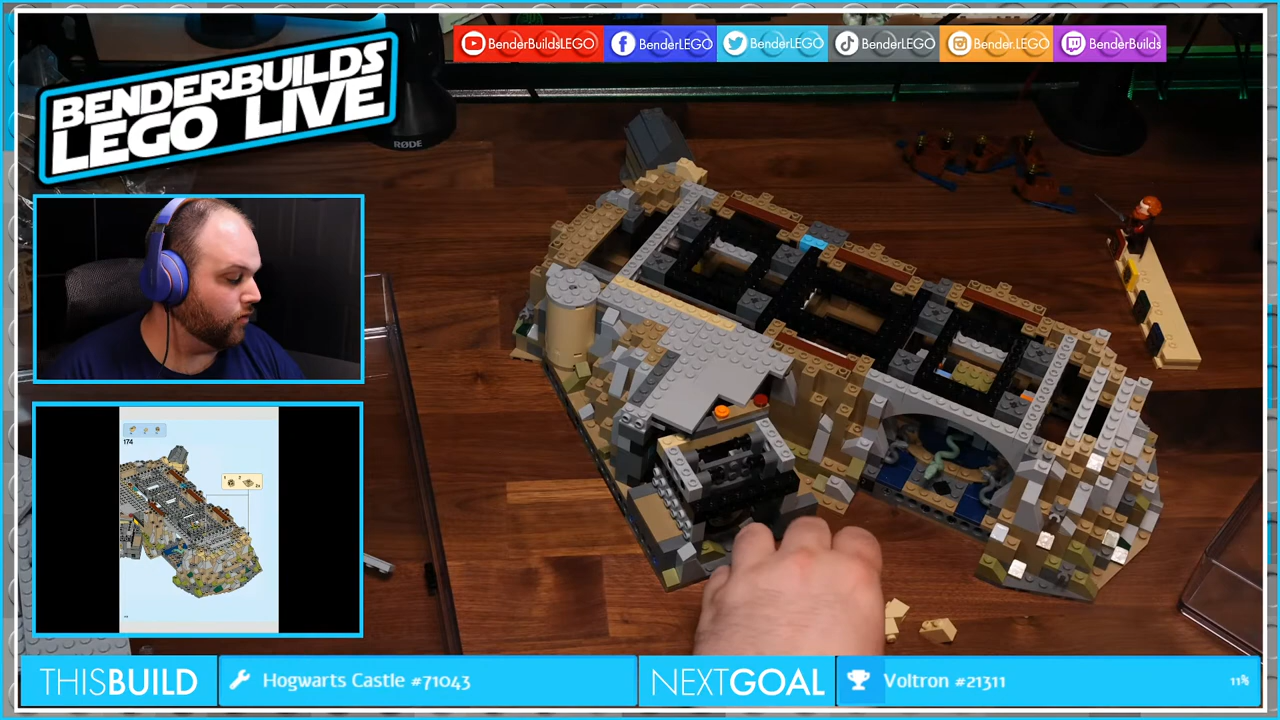 BENDERBUILDS
LEGO LIVE
BenderBuildsLEGO
BenderLEGO
BenderLEGO
BenderLEGO
Bender.LEGO
BenderBuilds
RØDE
174
THISBUILD
Hogwarts Castle #71043
NEXTGOAL
Voltron #21311
11%